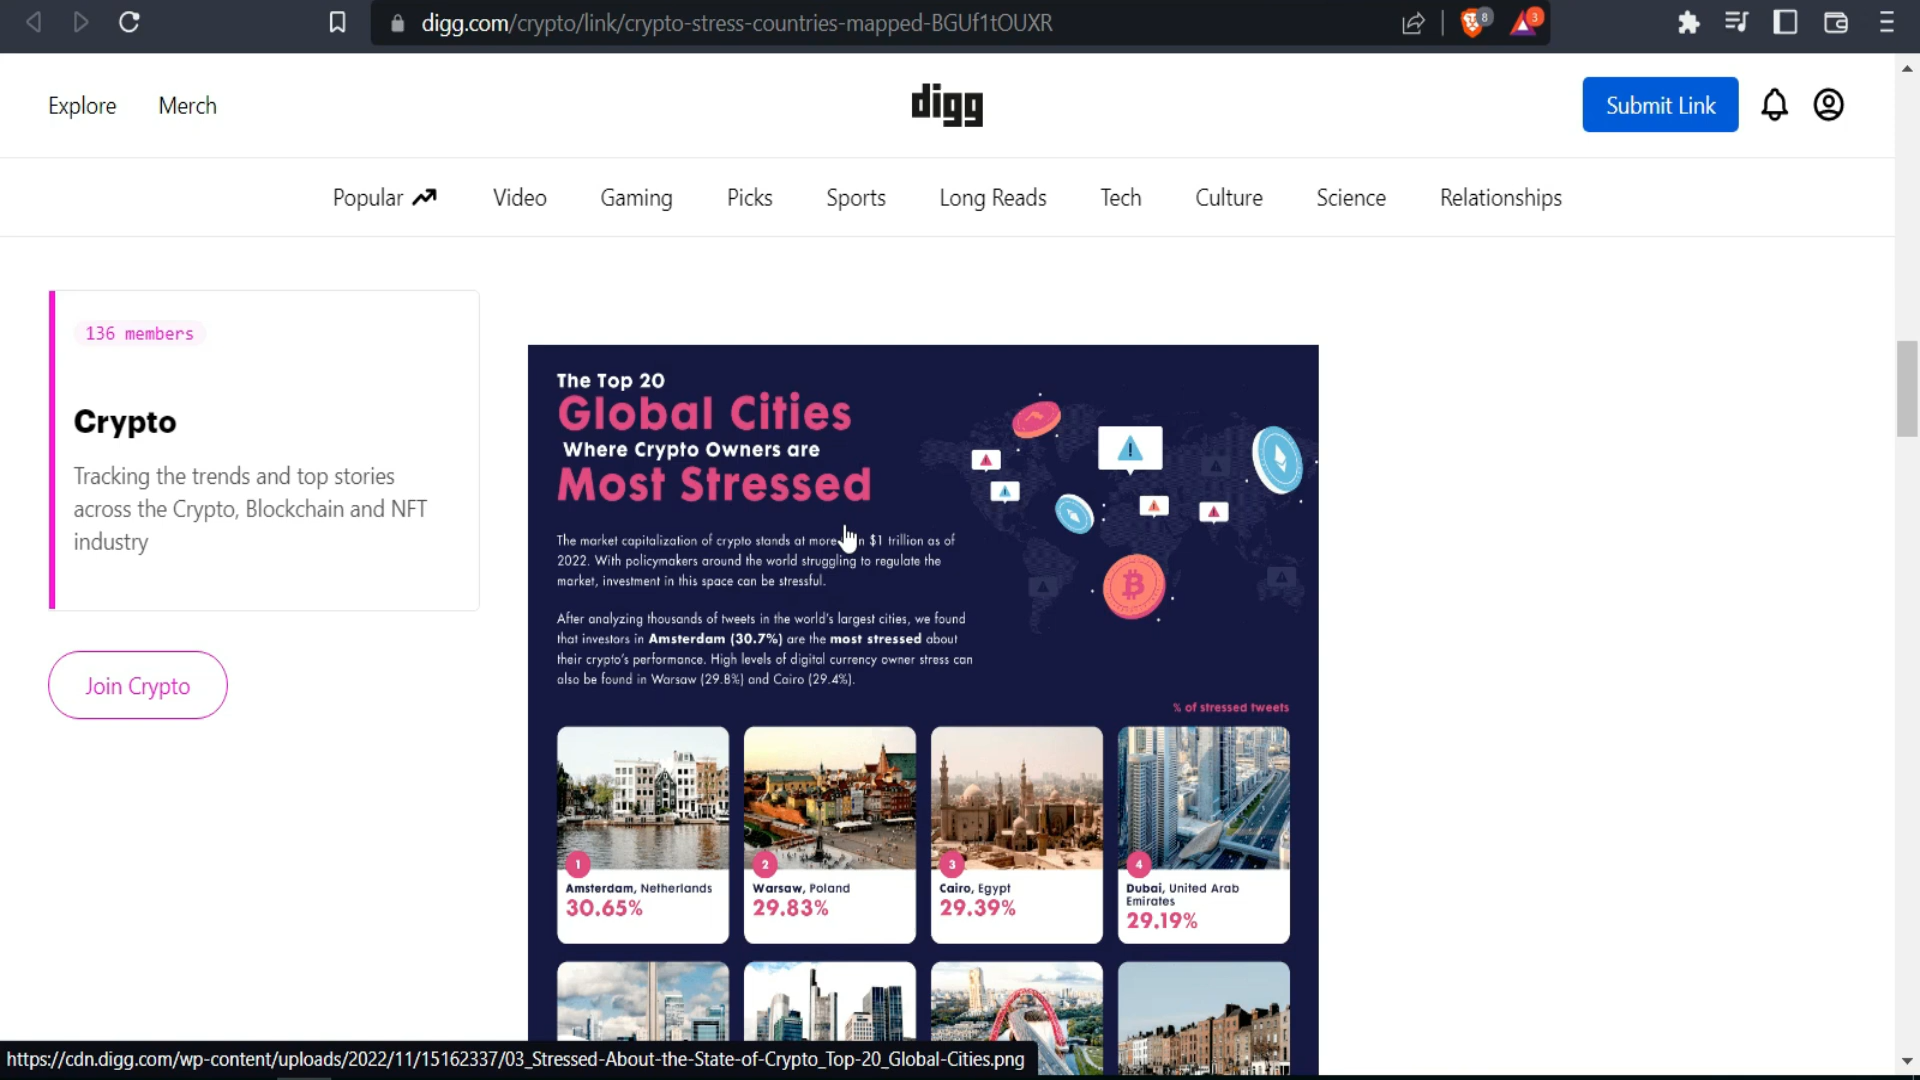 digg.com/crypto/link/crypto-stress-countries-mapped-BGUf1tOUXR
8
3
Explore
Merch
digg
Submit Link
Popular
Video
Gaming
Picks
Sports
Long Reads
Tech
Culture
Science
Relationships
136 members
Crypto
Tracking the trends and top stories
across the Crypto, Blockchain and NFT
industry
Join Crypto
The Top 20
Global Cities
Where Crypto Owners are
Most Stressed
The market capitalization of crypto stands at more $1 trillion as of
2022. With policymakers around the world struggling to regulate the
market, investment in this space can be stressful.
After analyzing thousands of tweets in the world's largest cities, we found
that investors in Amsterdam (30.7%) are the most stressed about
their crypto's performance. High levels of digital currency owner stress can
also be found in Warsaw (29.8%) and Cairo (29.4%).
% of stressed tweets
1
Amsterdam, Netherlands
30.65%
2
Warsaw, Poland
29.83%
3
Cairo, Egypt
29.39%
4
Dubai, United Arab
Emirates
29.19%
https://cdn.digg.com/wp-content/uploads/2022/11/15162337/03_Stressed-About-the-State-of-Crypto_Top-20_Global-Cities.png